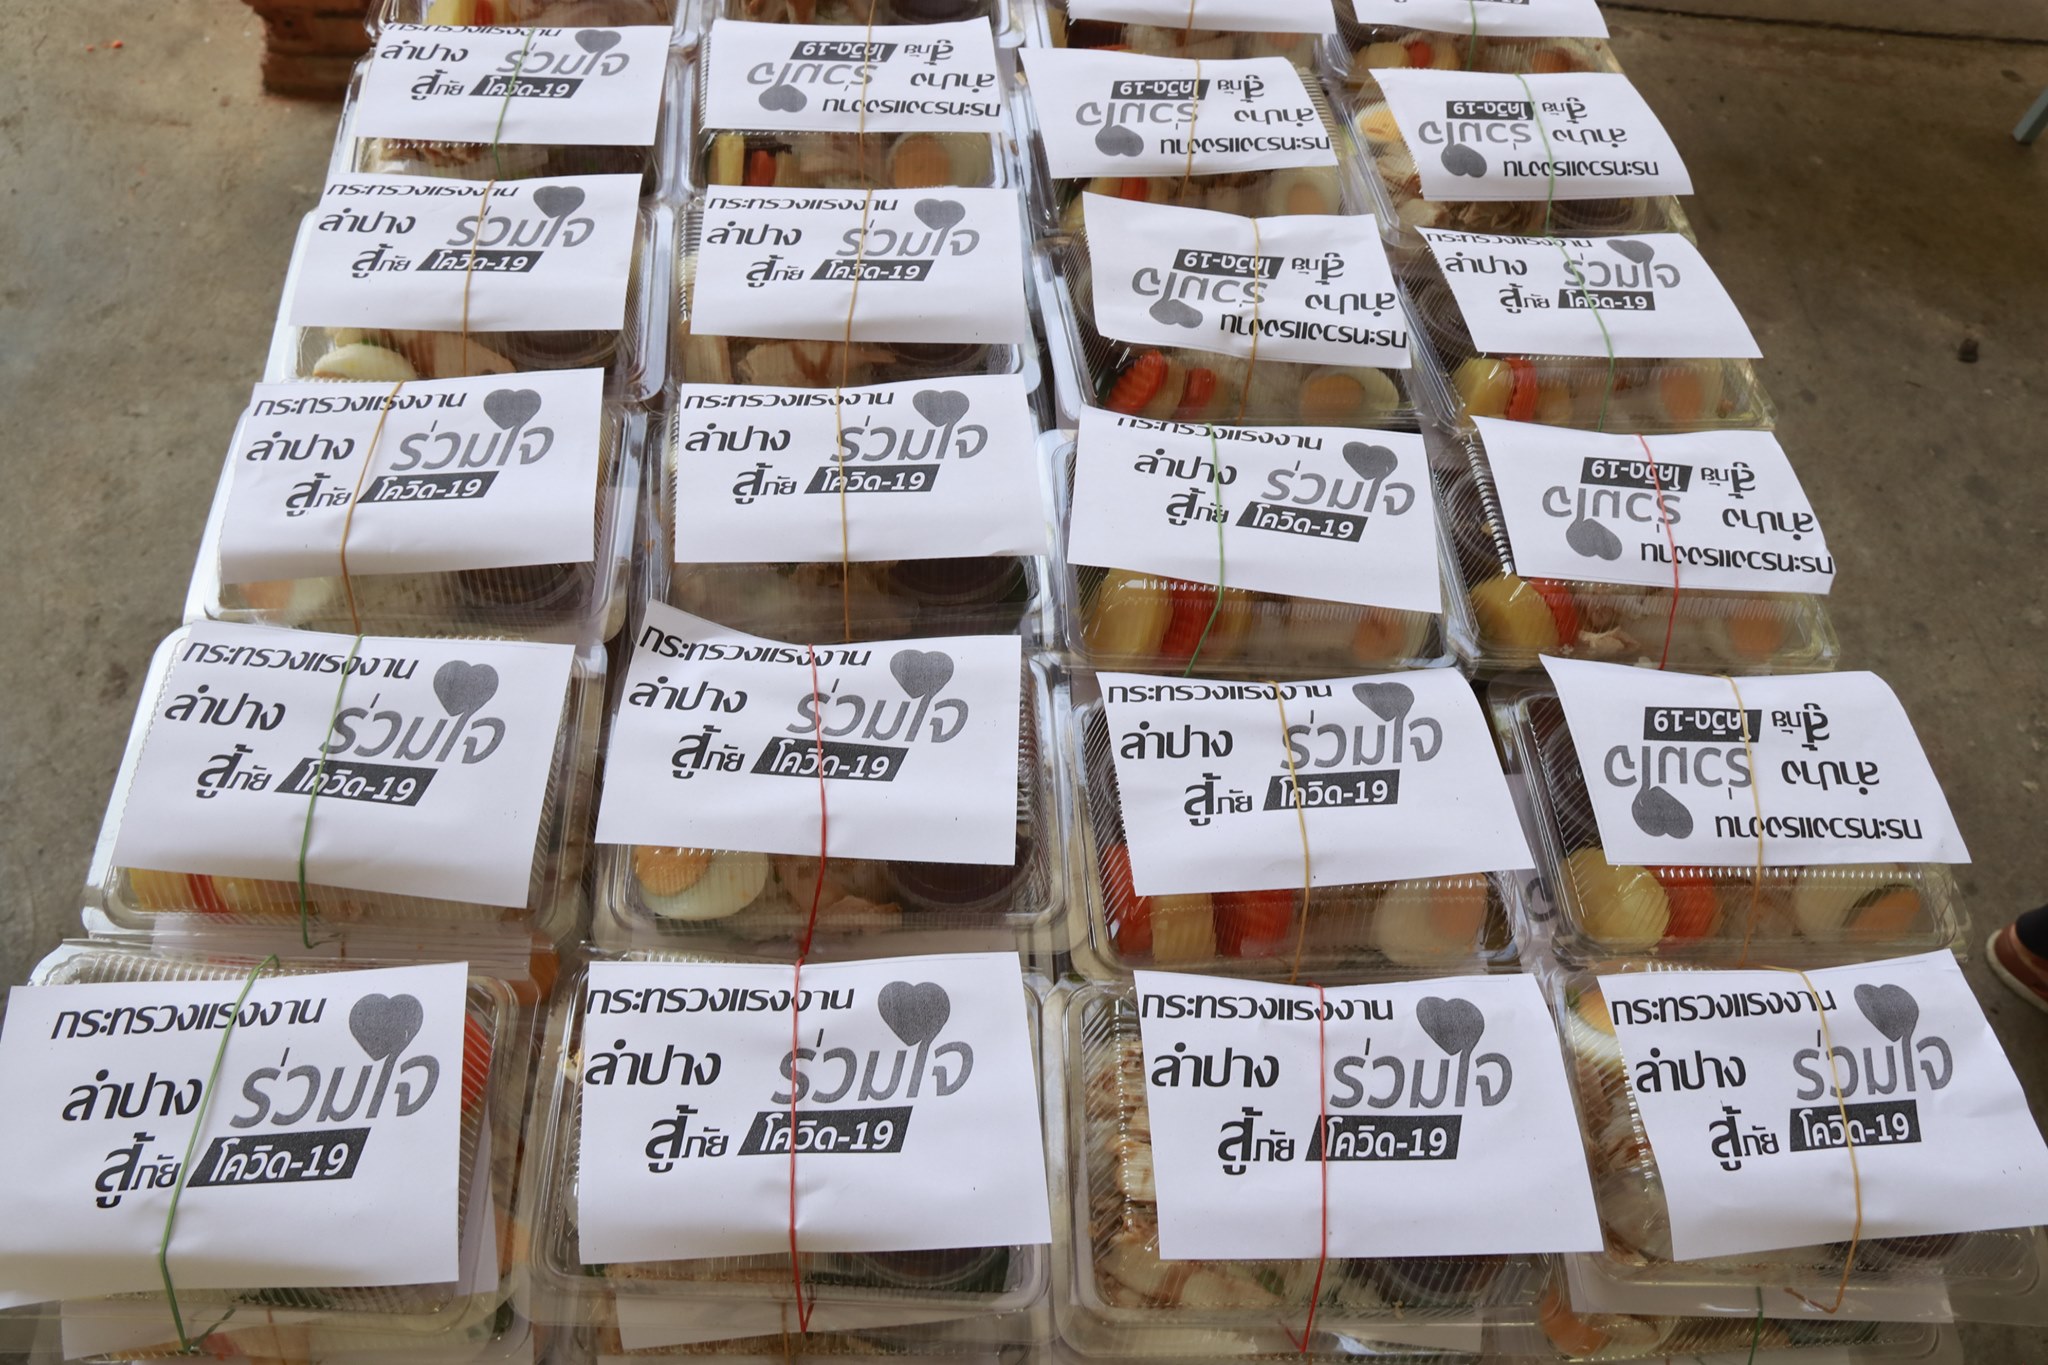 กระทรวงแรงงาน
ลำปาง ร่วมใจ
สู้ภัย โควิด-19